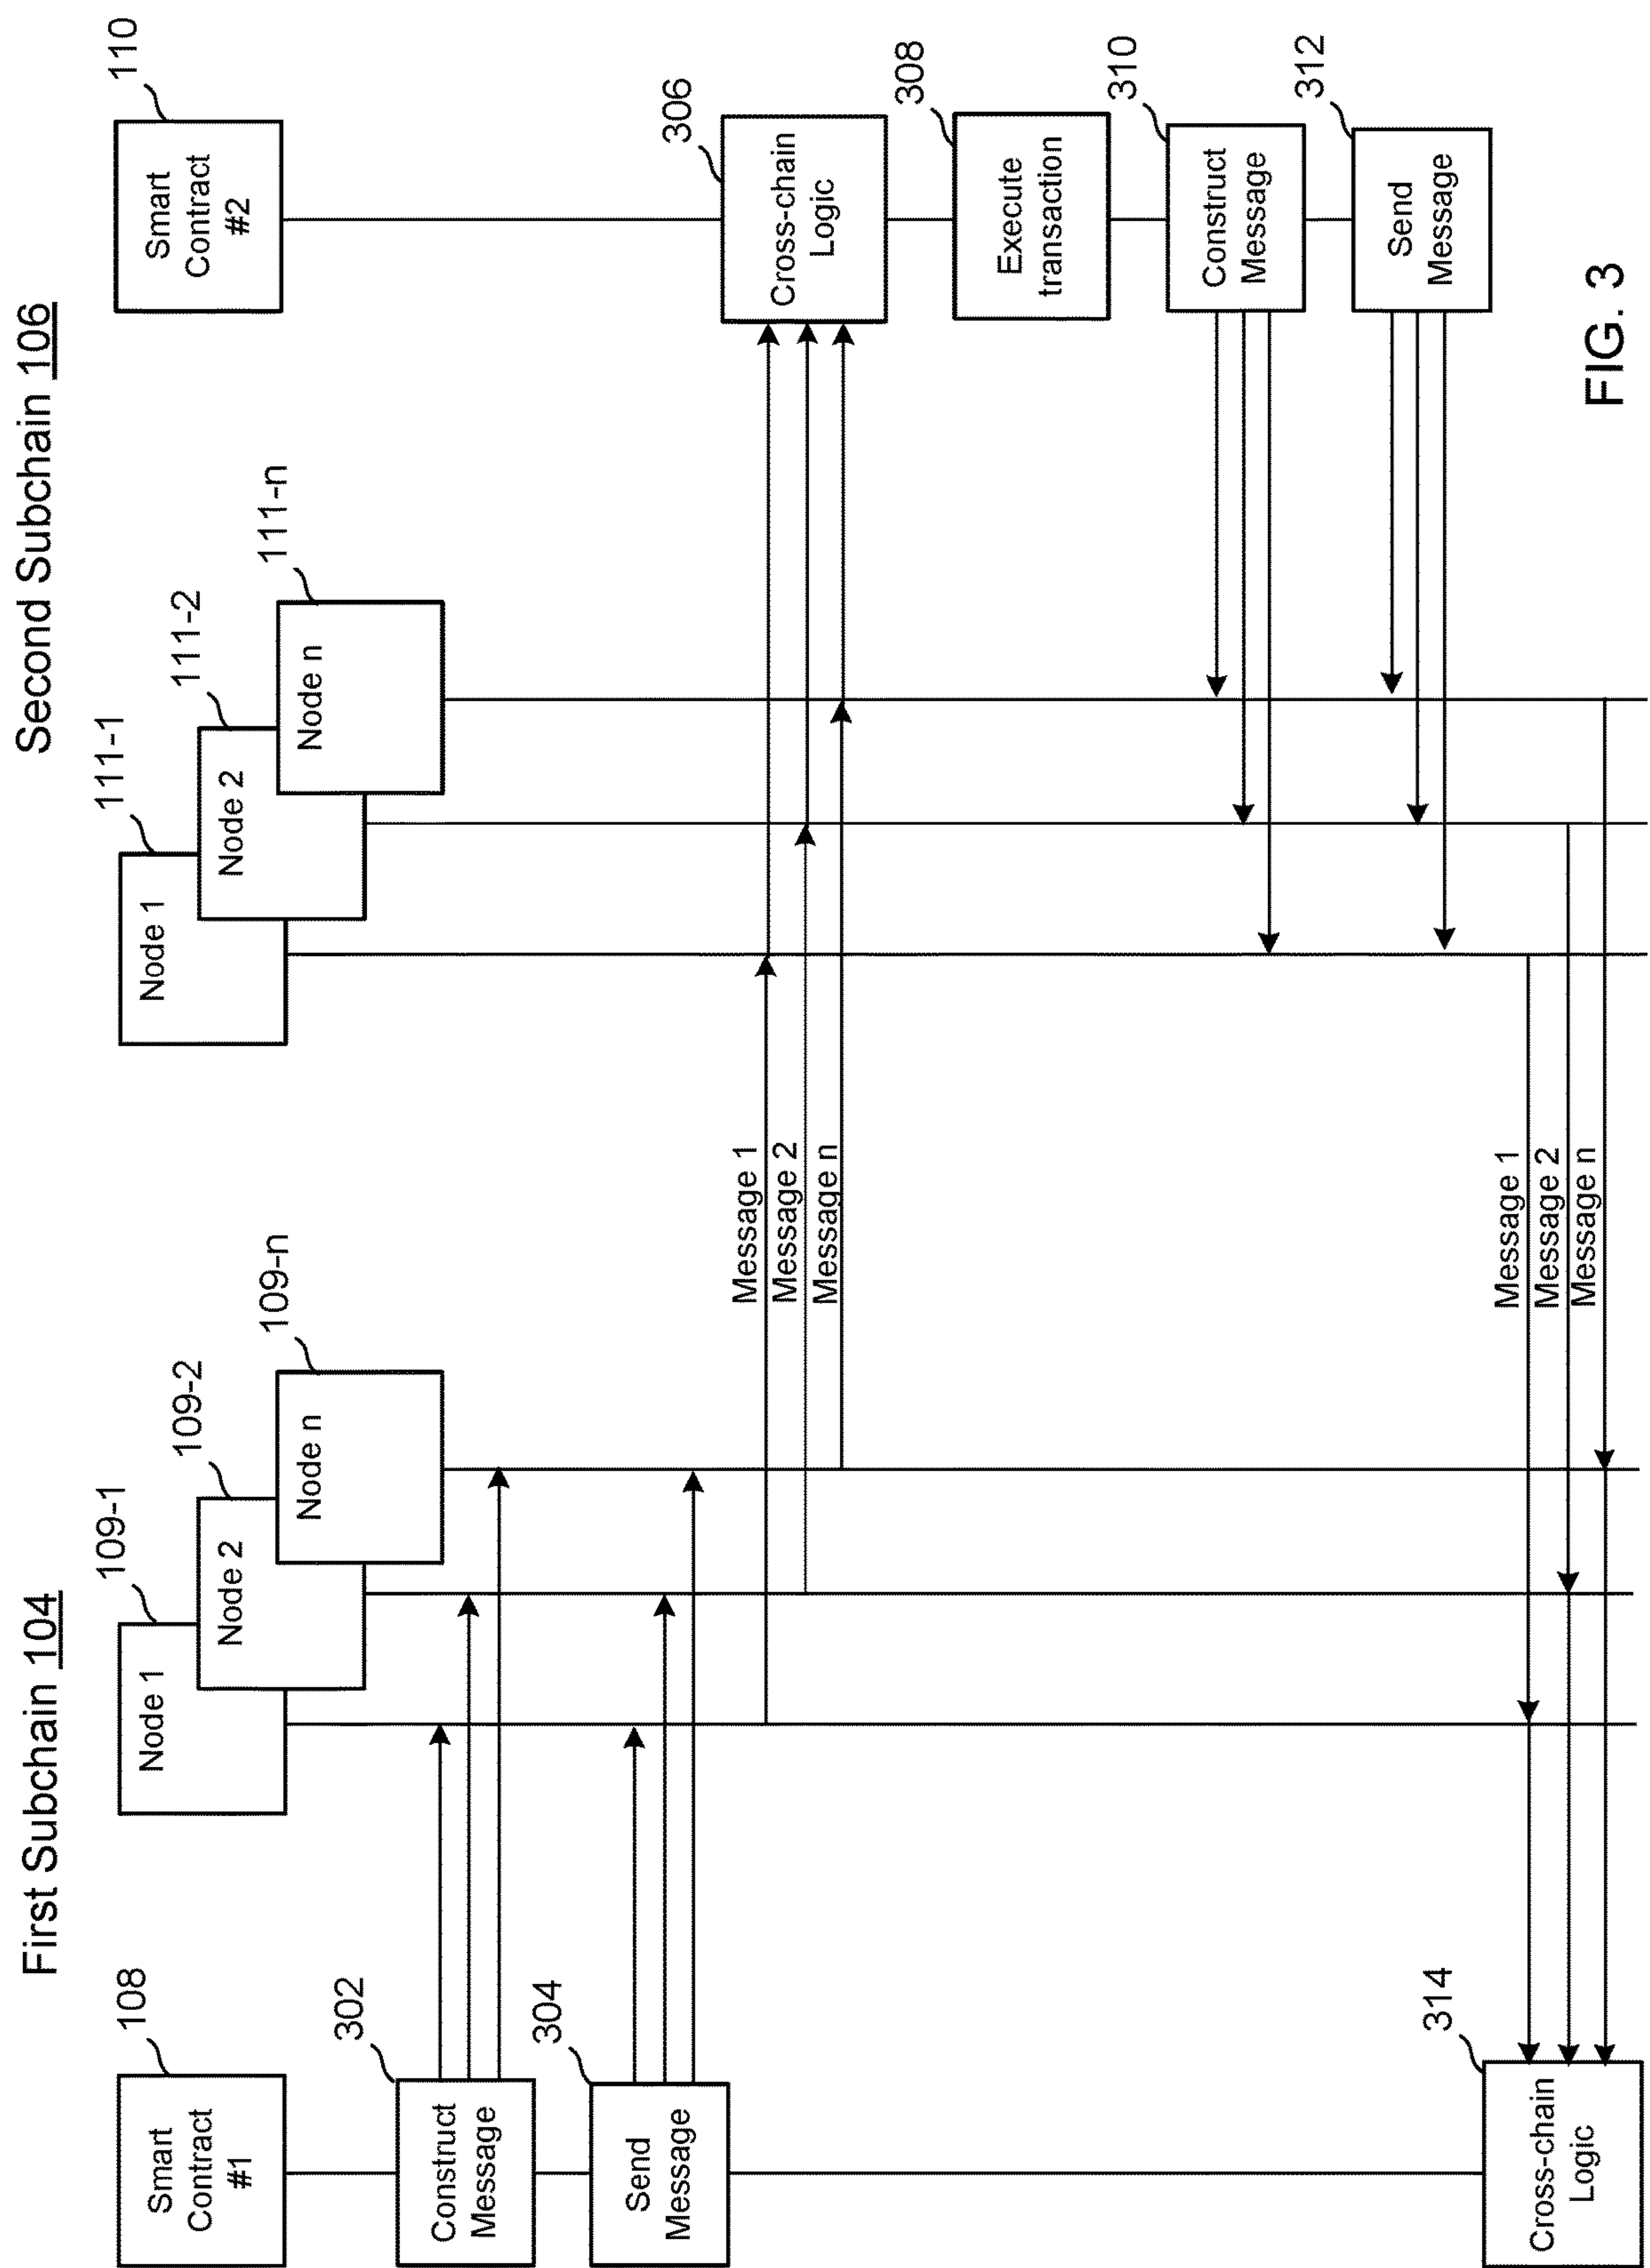 First Subchain 104
Second Subchain 106
108
Smart
Contract
#1
109-1
Node 1
109-2
Node 2
109-n
Node n
111-1
Node 1
111-2
Node 2
111-n
Node n
110
Smart
Contract
#2
302
Construct
Message
304
Send
Message
Message 1
Message 2
Message n
306
Cross-chain
Logic
308
Execute
transaction
310
Construct
Message
312
Send
Message
314
Cross-chain
Logic
Message 1
Message 2
Message n
FIG. 3